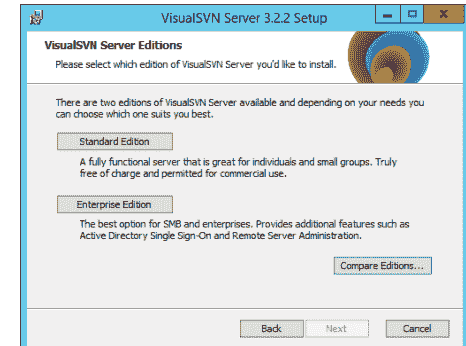 VisualSVN Server 3.2.2 Setup
x
VisualSVN Server Editions
Please select which edition of VisualSVN Server you'd like to install.
There are two editions of VisualSVN Server available and depending on your needs you
can choose which one suits you best.
Standard Edition
A fully functional server that is great for individuals and small groups. Truly
free of charge and permitted for commercial use.
Enterprise Edition
The best option for SMB and enterprises. Provides additional features such as
Active Directory Single Sign-On and Remote Server Administration.
Compare Editions...
Back Next Cancel